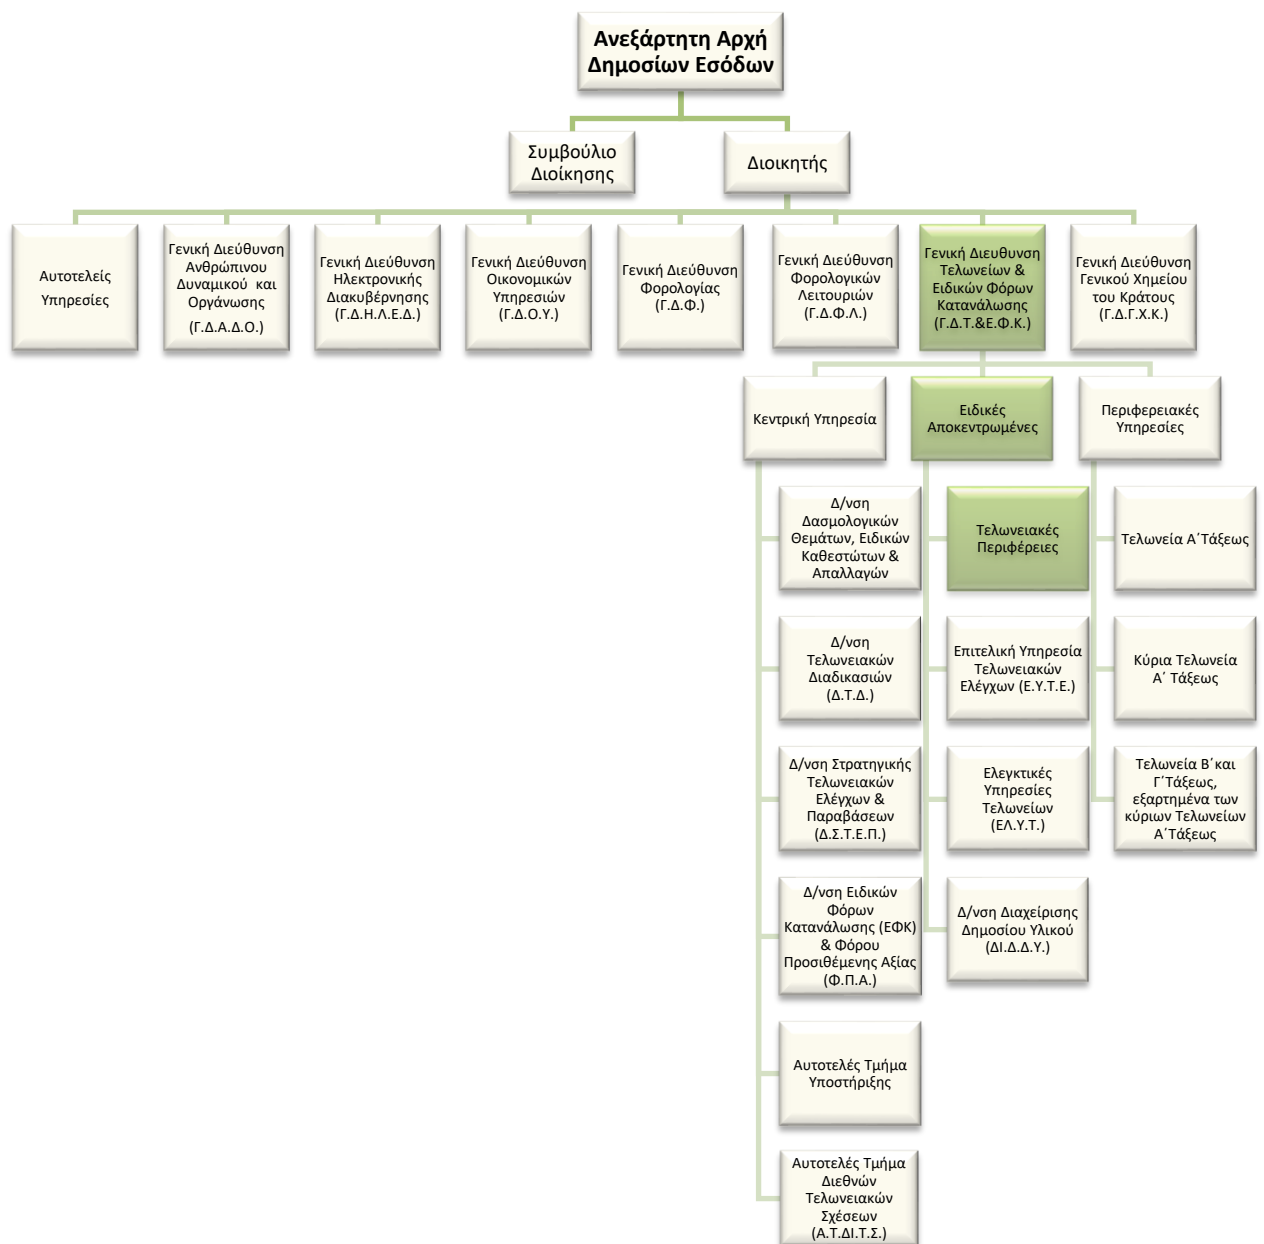 Ανεξάρτητη Αρχή
Δημοσίων Εσόδων
Συμβούλιο
Διοίκησης
Διοικητής
Αυτοτελείς
Υπηρεσίες
Γενική Διεύθυνση
Ανθρώπινου
Δυναμικού και
Οργάνωσης
(Γ.Δ.Α.Δ.Ο.)
Γενική Διεύθυνση
Ηλεκτρονικής
Διακυβέρνησης
(Γ.Δ.Η.Λ.Ε.Δ.)
Γενική Διεύθυνση
Οικονομικών
Υπηρεσιών
(Γ.Δ.Ο.Υ.)
Γενική Διεύθυνση
Φορολογίας
(Γ.Δ.Φ.)
Γενική Διεύθυνση
Φορολογικών
Λειτουριών
(Γ.Δ.Φ.Λ.)
Γενική Διευθυνση
Τελωνείων &
Ειδικών Φόρων
Κατανάλωσης
(Γ.Δ.Τ.&Ε.Φ.Κ.)
Γενική Διεύθυνση
Γενικού Χημείου
του Κράτους
(Γ.Δ.Γ.Χ.Κ.)
Κεντρική Υπηρεσία
Ειδικές
Αποκεντρωμένες
Περιφερειακές
Υπηρεσίες
Δ/νση
Δασμολογικών
Θεμάτων, Ειδικών
Καθεστώτων &
Απαλλαγών
Τελωνειακές
Περιφέρειες
Τελωνεία Α΄Τάξεως
Δ/νση
Τελωνειακών
Διαδικασιών
(Δ.Τ.Δ.)
Επιτελική Υπηρεσία
Τελωνειακών
Ελέγχων (Ε.Υ.Τ.Ε.)
Κύρια Τελωνεία
Α΄ Τάξεως
Δ/νση Στρατηγικής
Τελωνειακών
Ελέγχων &
Παραβάσεων
(Δ.Σ.Τ.Ε.Π.)
Ελεγκτικές
Υπηρεσίες
Τελωνείων
(ΕΛ.Υ.Τ.)
Τελωνεία Β΄και
Γ΄Τάξεως,
εξαρτημένα των
κύριων Τελωνείων
Α΄Τάξεως
Δ/νση Ειδικών
Φόρων
Κατανάλωσης (ΕΦΚ)
& Φόρου
Προσιθέμενης Αξίας
(Φ.Π.Α.)
Δ/νση Διαχείρισης
Δημοσίου Υλικού
(ΔΙ.Δ.Δ.Υ.)
Αυτοτελές Τμήμα
Υποστήριξης
Αυτοτελές Τμήμα
Διεθνών
Τελωνειακών
Σχέσεων
(Α.Τ.ΔΙ.Τ.Σ.)